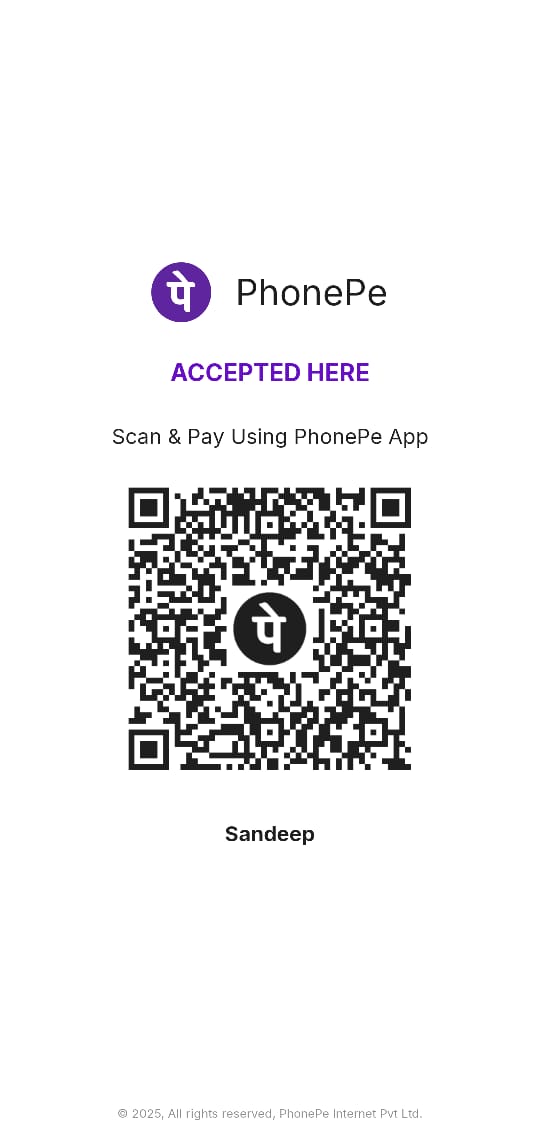 पे PhonePe
ACCEPTED HERE
Scan & Pay Using PhonePe App
पे
Sandeep
© 2025, All rights reserved, PhonePe Internet Pvt Ltd.